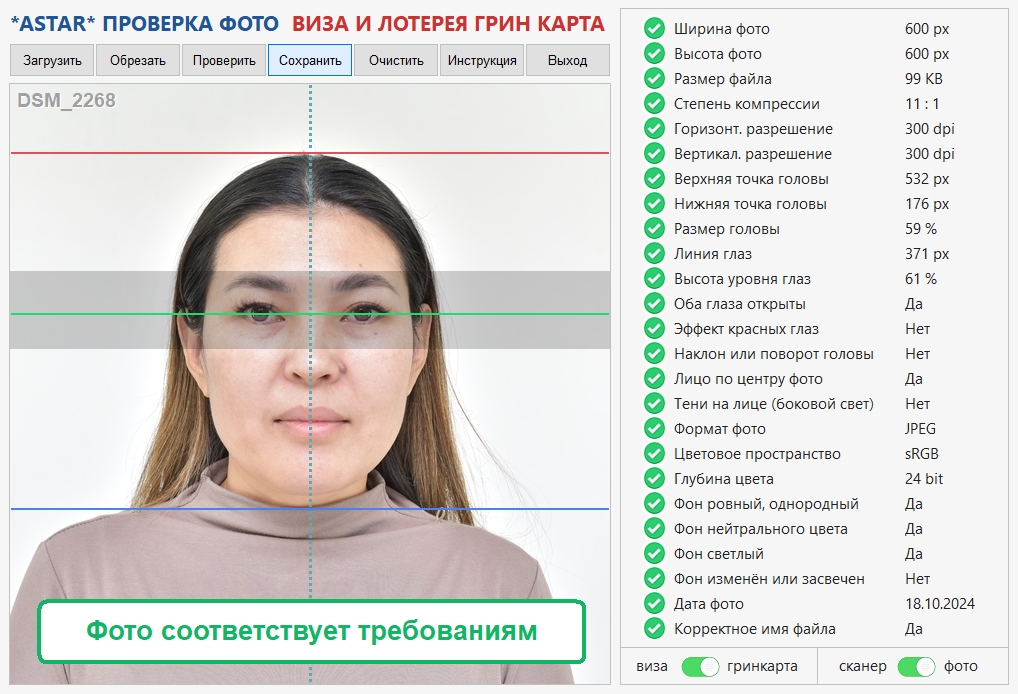 *ASTAR* ПРОВЕРКА ФОТО ВИЗА И ЛОТЕРЕЯ ГРИН КАРТА
Загрузить Обрезать Проверить Сохранить Очистить Инструкция Выход
DSM_2268
Фото соответствует требованиям
Ширина фото 600 px
Высота фото 600 px
Размер файла 99 KB
Степень компрессии 11 : 1
Горизонт. разрешение 300 dpi
Вертикал. разрешение 300 dpi
Верхняя точка головы 532 px
Нижняя точка головы 176 px
Размер головы 59 %
Линия глаз 371 px
Высота уровня глаз 61 %
Оба глаза открыты Да
Эффект красных глаз Нет
Наклон или поворот головы Нет
Лицо по центру фото Да
Тени на лице (боковой свет) Нет
Формат фото JPEG
Цветовое пространство sRGB
Глубина цвета 24 bit
Фон ровный, однородный Да
Фон нейтрального цвета Да
Фон светлый Да
Фон изменён или засвечен Нет
Дата фото 18.10.2024
Корректное имя файла Да
виза гринкарта сканер фото